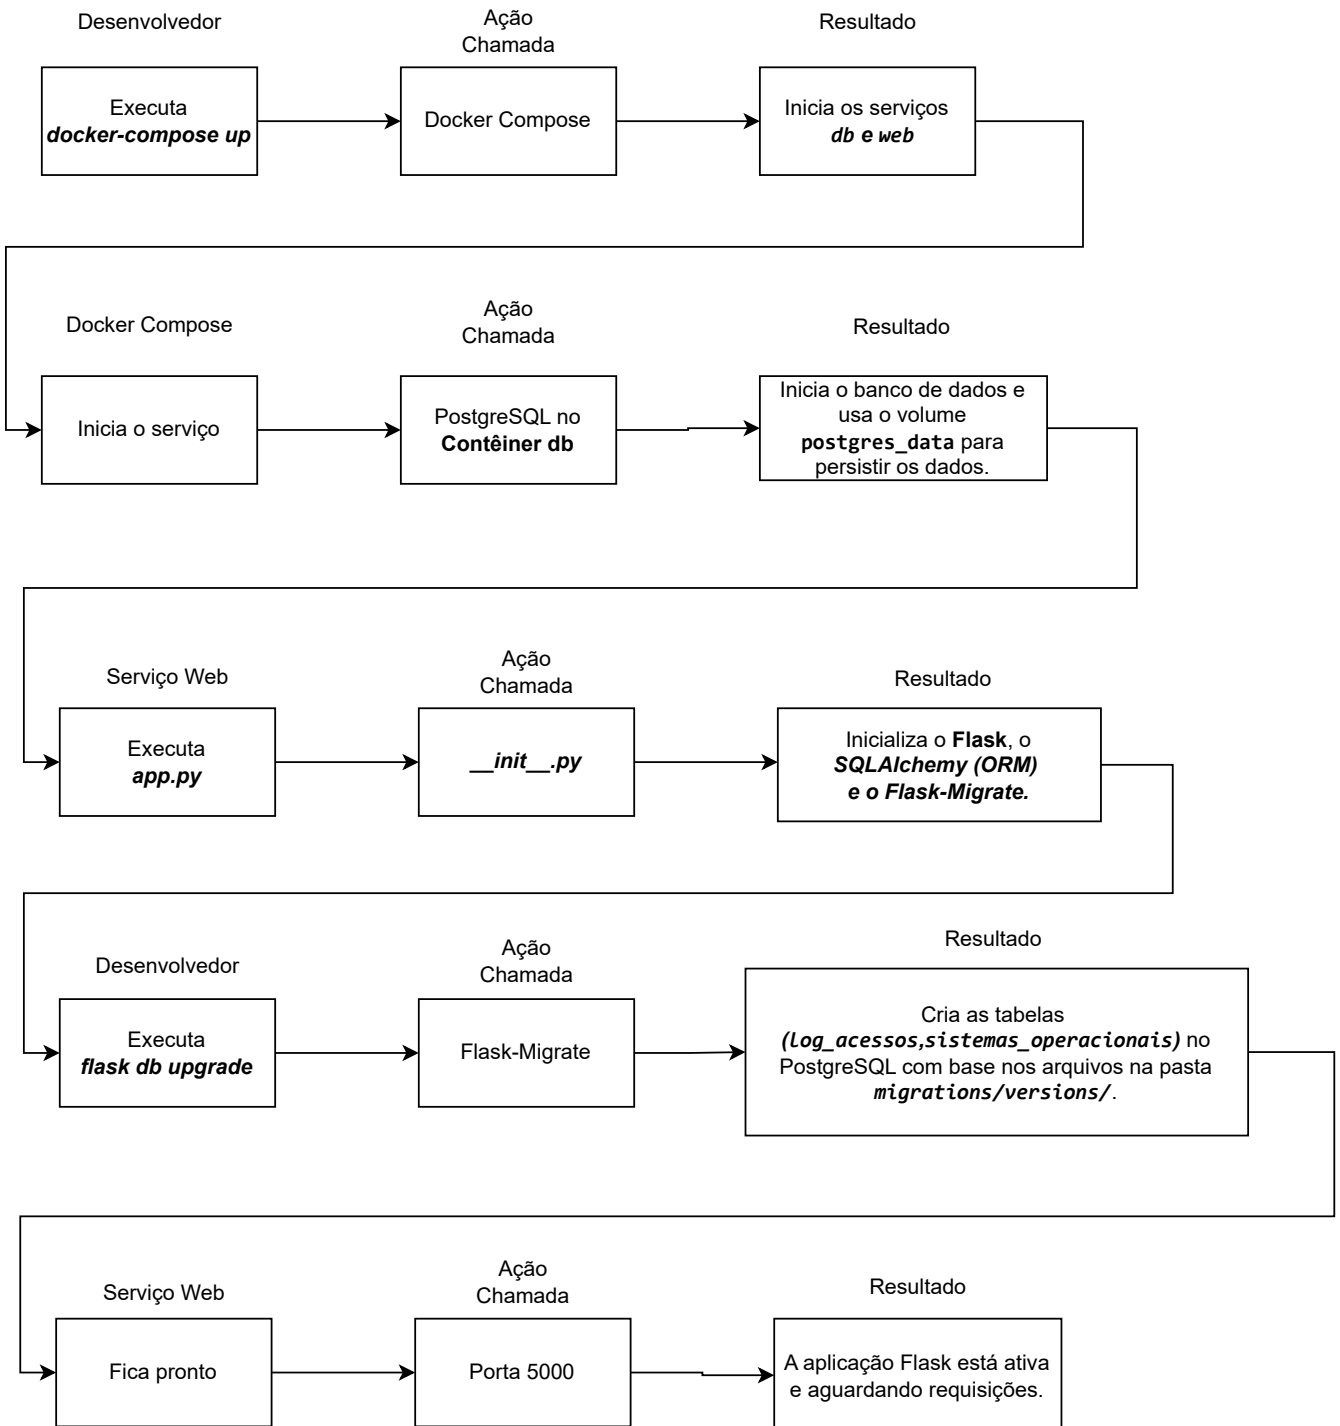 Desenvolvedor
Ação
Chamada
Resultado
Executa
docker-compose up
Docker Compose
Inicia os serviços
db e web
Docker Compose
Ação
Chamada
Resultado
Inicia o serviço
PostgreSQL no
Contêiner db
Inicia o banco de dados e
usa o volume
postgres_data para
persistir os dados.
Serviço Web
Ação
Chamada
Resultado
Executa
app.py
__init__.py
Inicializa o Flask, o
SQLAlchemy (ORM)
e o Flask-Migrate.
Desenvolvedor
Ação
Chamada
Resultado
Executa
flask db upgrade
Flask-Migrate
Cria as tabelas
(log_acessos,sistemas_operacionais) no
PostgreSQL com base nos arquivos na pasta
migrations/versions/.
Serviço Web
Ação
Chamada
Resultado
Fica pronto
Porta 5000
A aplicação Flask está ativa
e aguardando requisições.